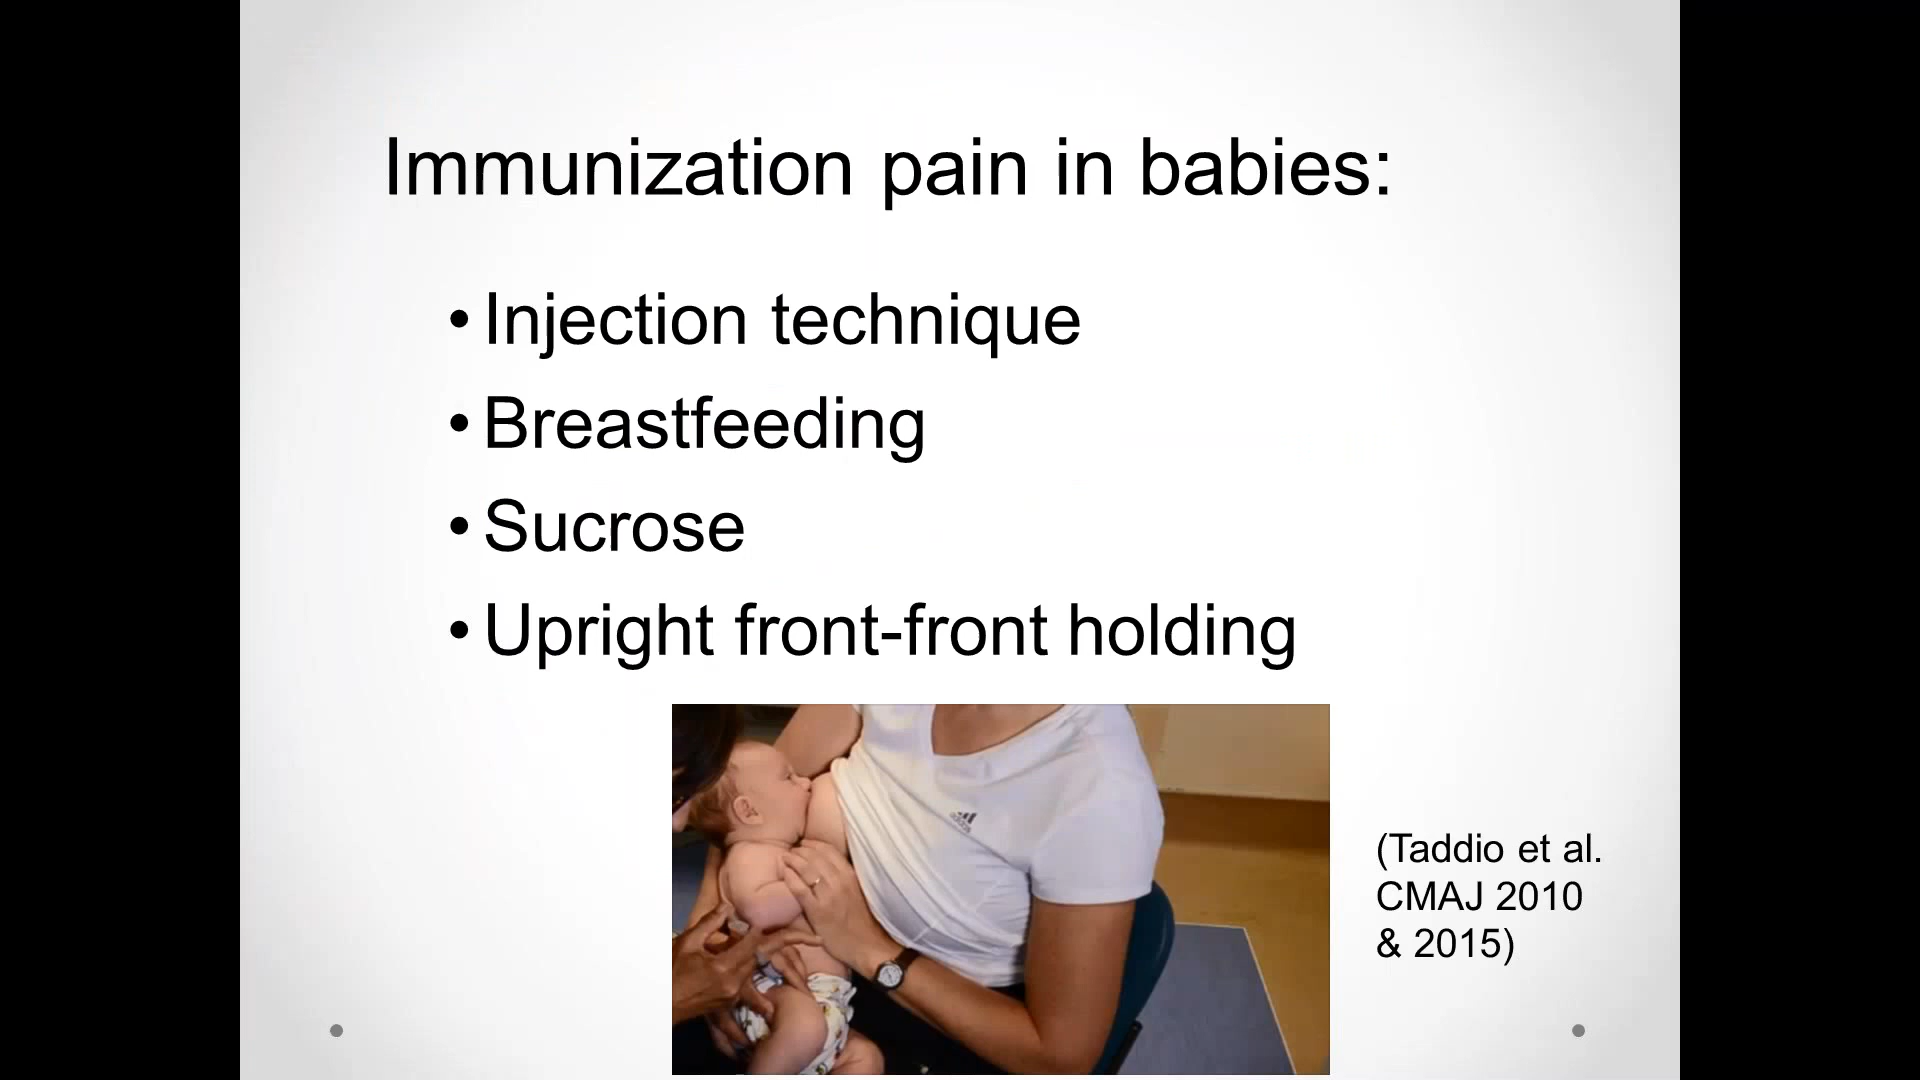 Immunization pain in babies:
• Injection technique
• Breastfeeding
• Sucrose
• Upright front-front holding
adidas
(Taddio et al.
CMAJ 2010
& 2015)